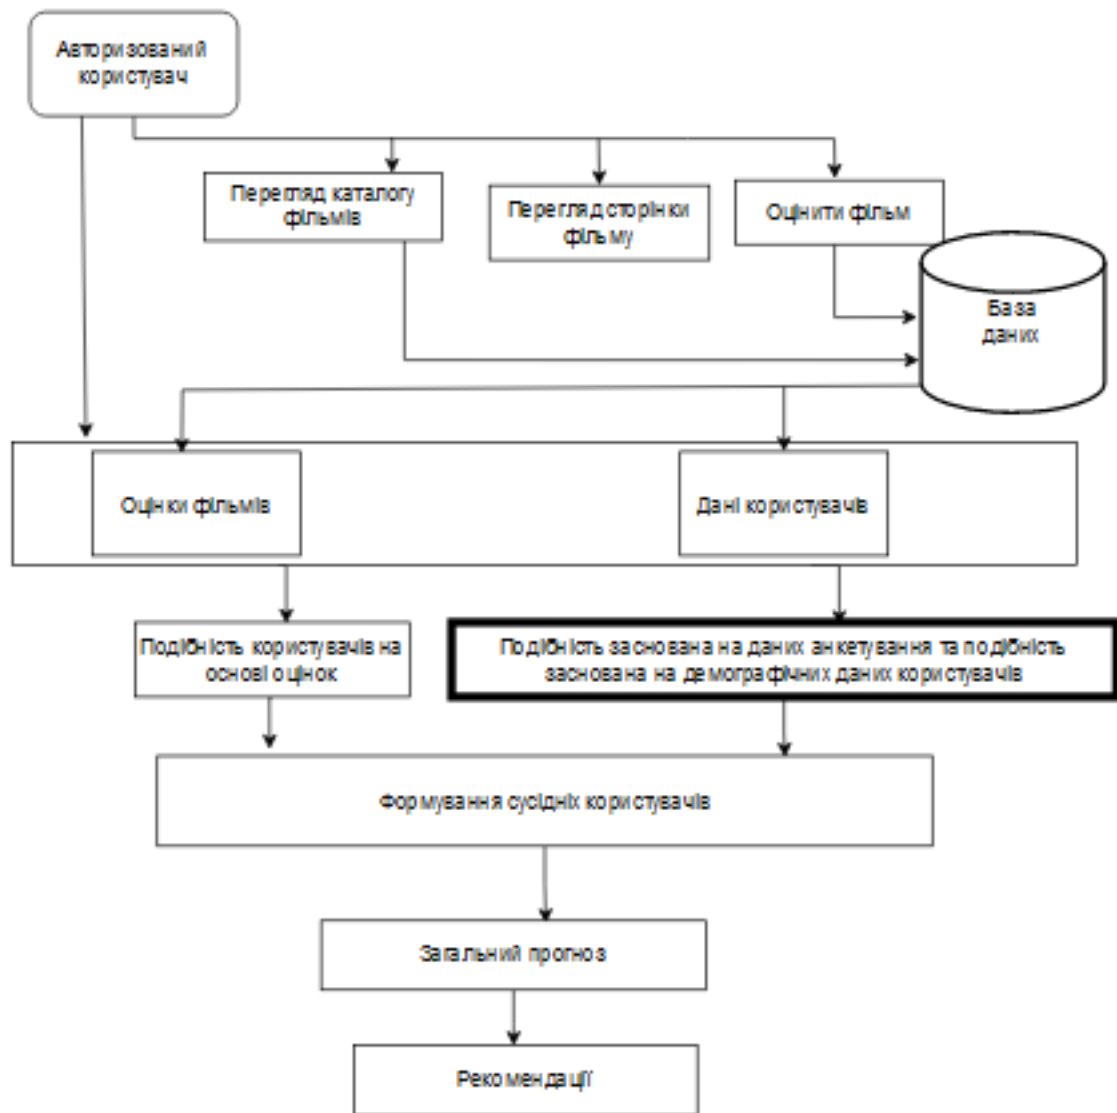 Авторизований
користувач
Перегляд каталогу
фільмів
Перегляд сторінки
фільму
Оцінити фільм
База
даних
Оцінки фільмів
Дані користувачів
Подібність користувачів на
основі оцінок
Подібність заснована на даних анкетування та подібність
заснована на демографічних даних користувачів
Формування сусідніх користувачів
Загальний прогноз
Рекомендації